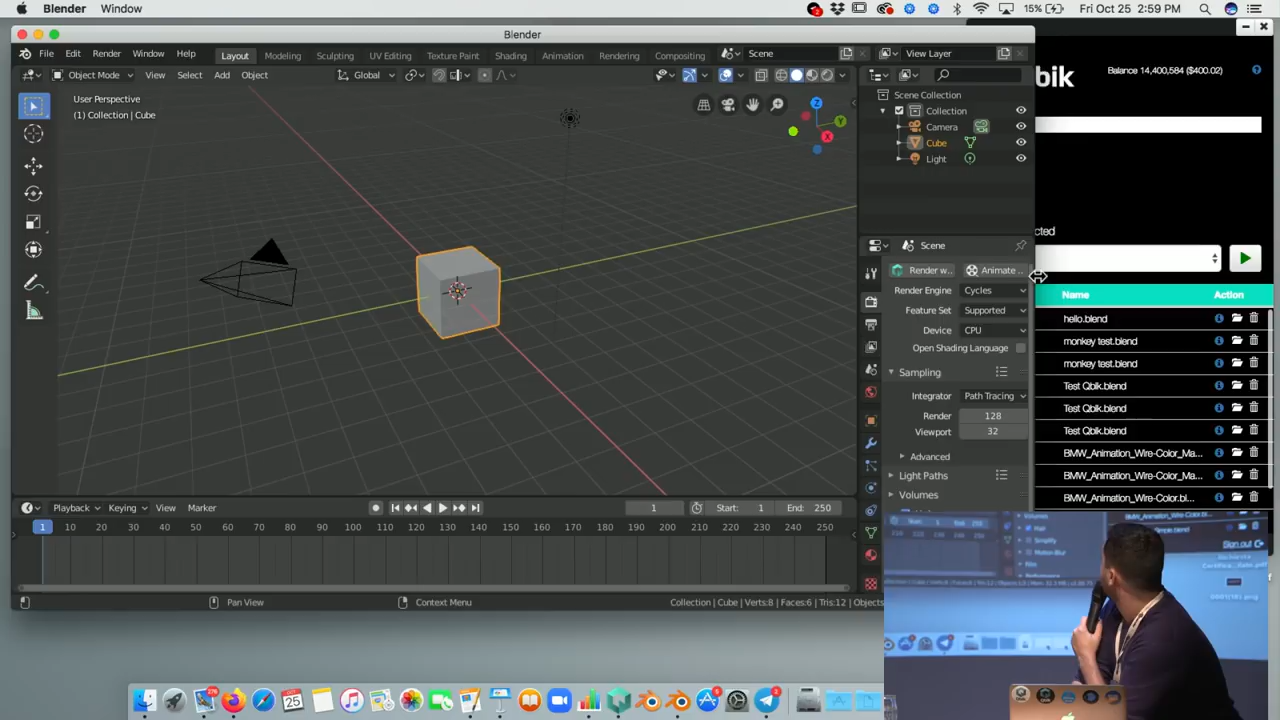 Blender Window 15% Fri Oct 25 2:59 PM
Blender
File Edit Render Window Help Layout Modeling Sculpting UV Editing Texture Paint Shading Animation Rendering Compositing Scene View Layer
Object Mode View Select Add Object Global
User Perspective
(1) Collection | Cube
Z
Y
X
Scene Collection
Collection
Camera
Cube
Light
Scene
Render w... Animate ...
Render Engine Cycles
Feature Set Supported
Device CPU
Open Shading Language
Sampling
Integrator Path Tracing
Render 128
Viewport 32
Advanced
Light Paths
Volumes
bik Balance 14,400,584 ($400.02)
cted
Name Action
hello.blend
monkey test.blend
monkey test.blend
Test Qbik.blend
Test Qbik.blend
Test Qbik.blend
BMW_Animation_Wire-Color_Ma...
BMW_Animation_Wire-Color_Ma...
BMW_Animation_Wire-Color.bl...
Playback Keying View Marker 1 Start: 1 End: 250
1 10 20 30 40 50 60 70 80 90 100 110 120 130 140 150 160 170 180 190 200 210 220 230 240 250
Pan View Context Menu Collection | Cube | Verts:8 | Faces:6 | Tris:12 | Objects
Sign out